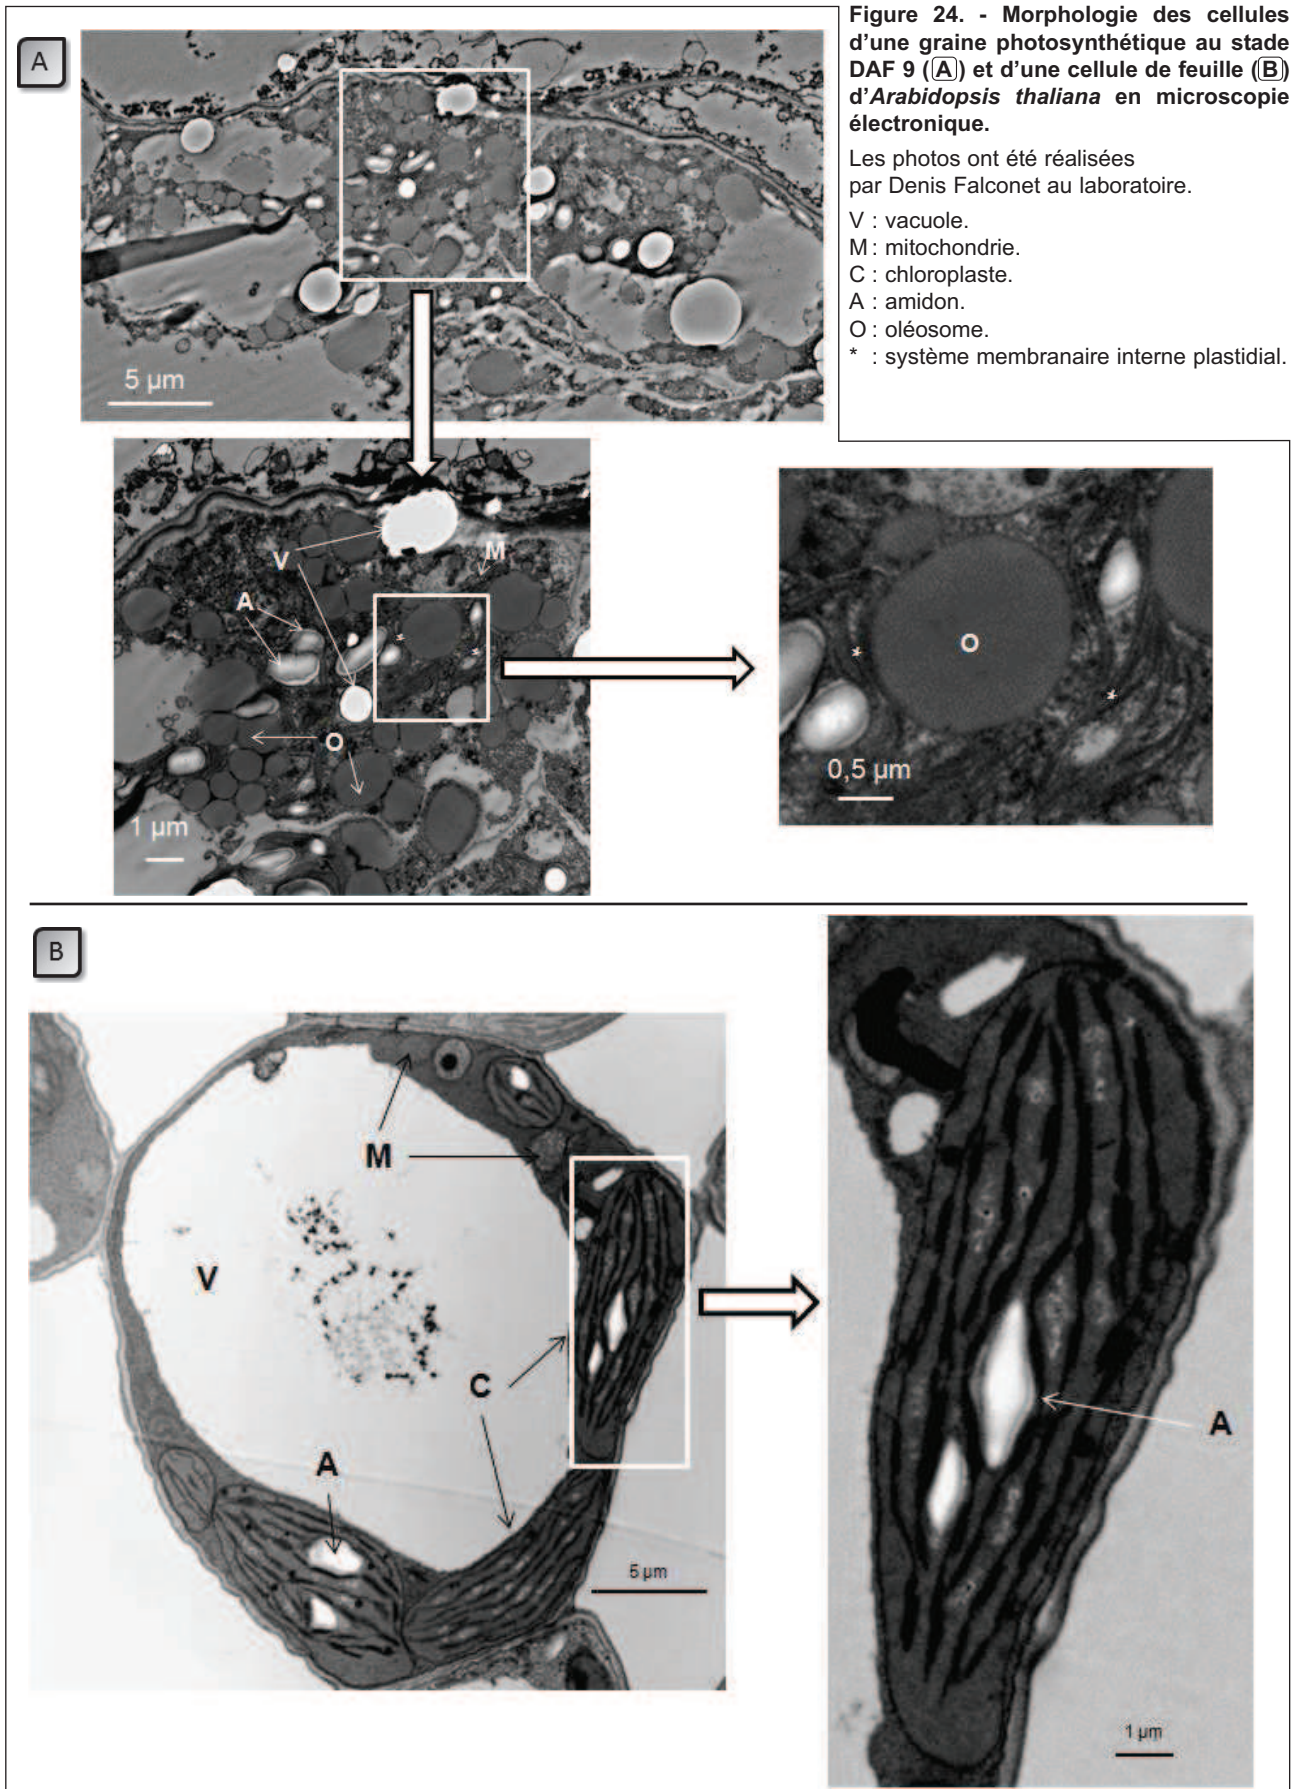 Figure 24. - Morphologie des cellules
d'une graine photosynthétique au stade
DAF 9 (A) et d'une cellule de feuille (B)
d'Arabidopsis thaliana en microscopie
électronique.
Les photos ont été réalisées
par Denis Falconet au laboratoire.
V : vacuole.
M : mitochondrie.
C : chloroplaste.
A : amidon.
O : oléosome.
* : système membranaire interne plastidial.
A
5 µm
V
M
A
*
*
O
1 µm
O
*
*
0,5 µm
B
M
V
C
A
5 µm
A
1 µm